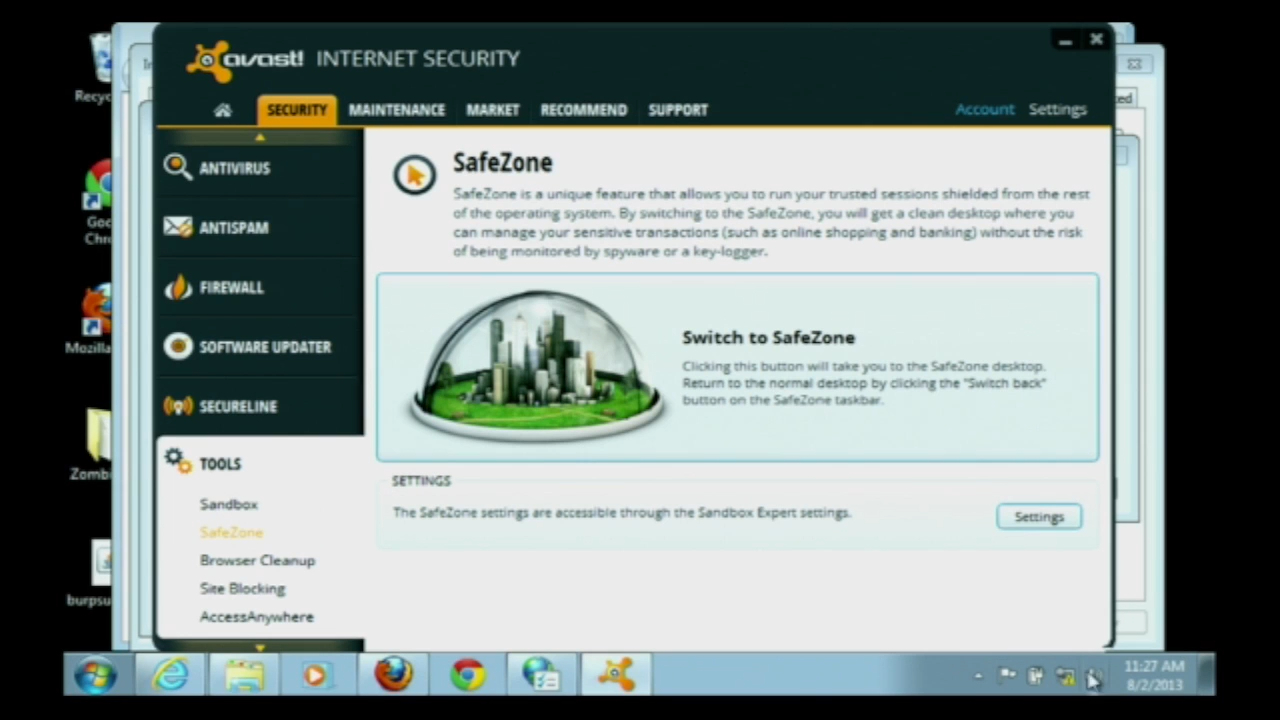 avast! INTERNET SECURITY
SECURITY MAINTENANCE MARKET RECOMMEND SUPPORT Account Settings
ANTIVIRUS
ANTISPAM
FIREWALL
SOFTWARE UPDATER
SECURELINE
TOOLS
Sandbox
SafeZone
Browser Cleanup
Site Blocking
AccessAnywhere
SafeZone
SafeZone is a unique feature that allows you to run your trusted sessions shielded from the rest
of the operating system. By switching to the SafeZone, you will get a clean desktop where you
can manage your sensitive transactions (such as online shopping and banking) without the risk
of being monitored by spyware or a key-logger.
Switch to SafeZone
Clicking this button will take you to the SafeZone desktop.
Return to the normal desktop by clicking the "Switch back"
button on the SafeZone taskbar.
SETTINGS
The SafeZone settings are accessible through the Sandbox Expert settings.
Settings
Recyc
Goo
Chr
Mozilla
Zomb
burpsu
11:27 AM
8/2/2013